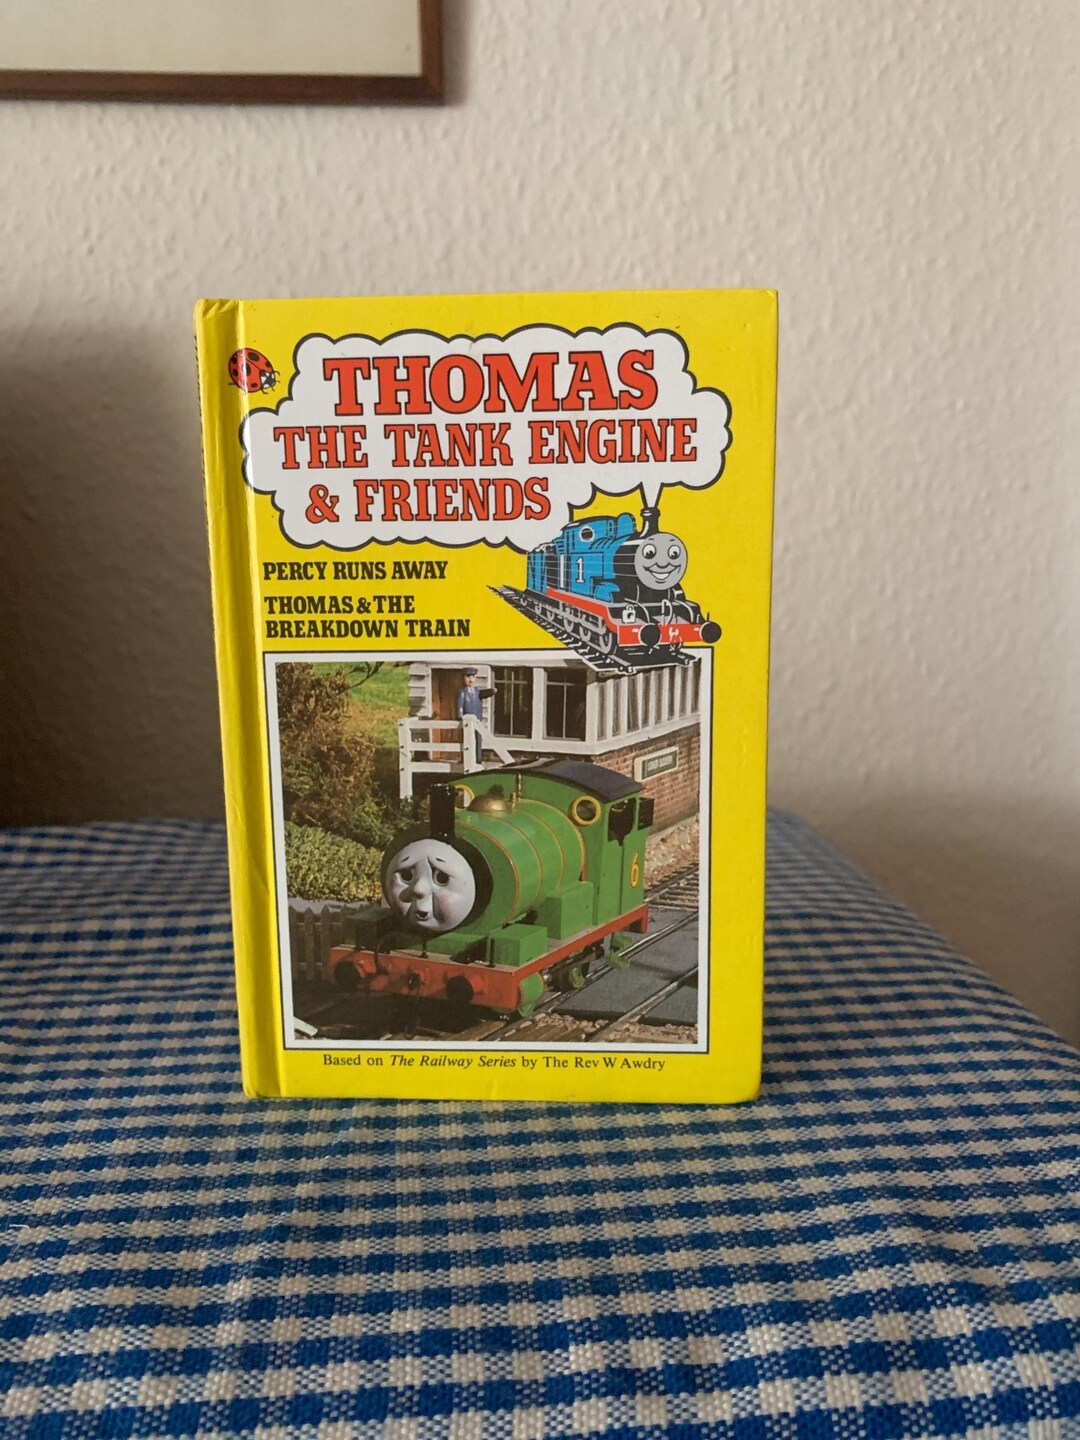 THOMAS
THE TANK ENGINE
& FRIENDS
PERCY RUNS AWAY
THOMAS & THE
BREAKDOWN TRAIN
1
6
Based on The Railway Series by The Rev W Awdry